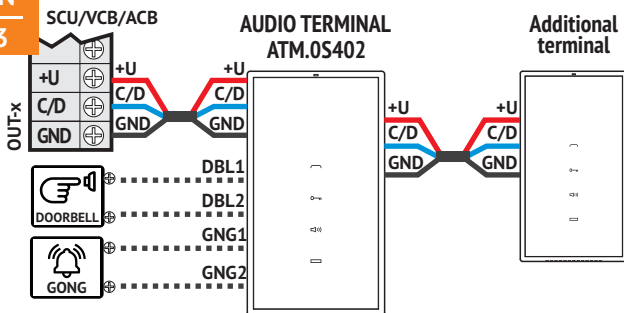 N
3
SCU/VCB/ACB
AUDIO TERMINAL
ATM.0S402
Additional
terminal
OUT-x
+U
C/D
GND
+U
C/D
GND
+U
C/D
GND
+U
C/D
GND
+U
C/D
GND
DOORBELL
DBL1
DBL2
GONG
GNG1
GNG2